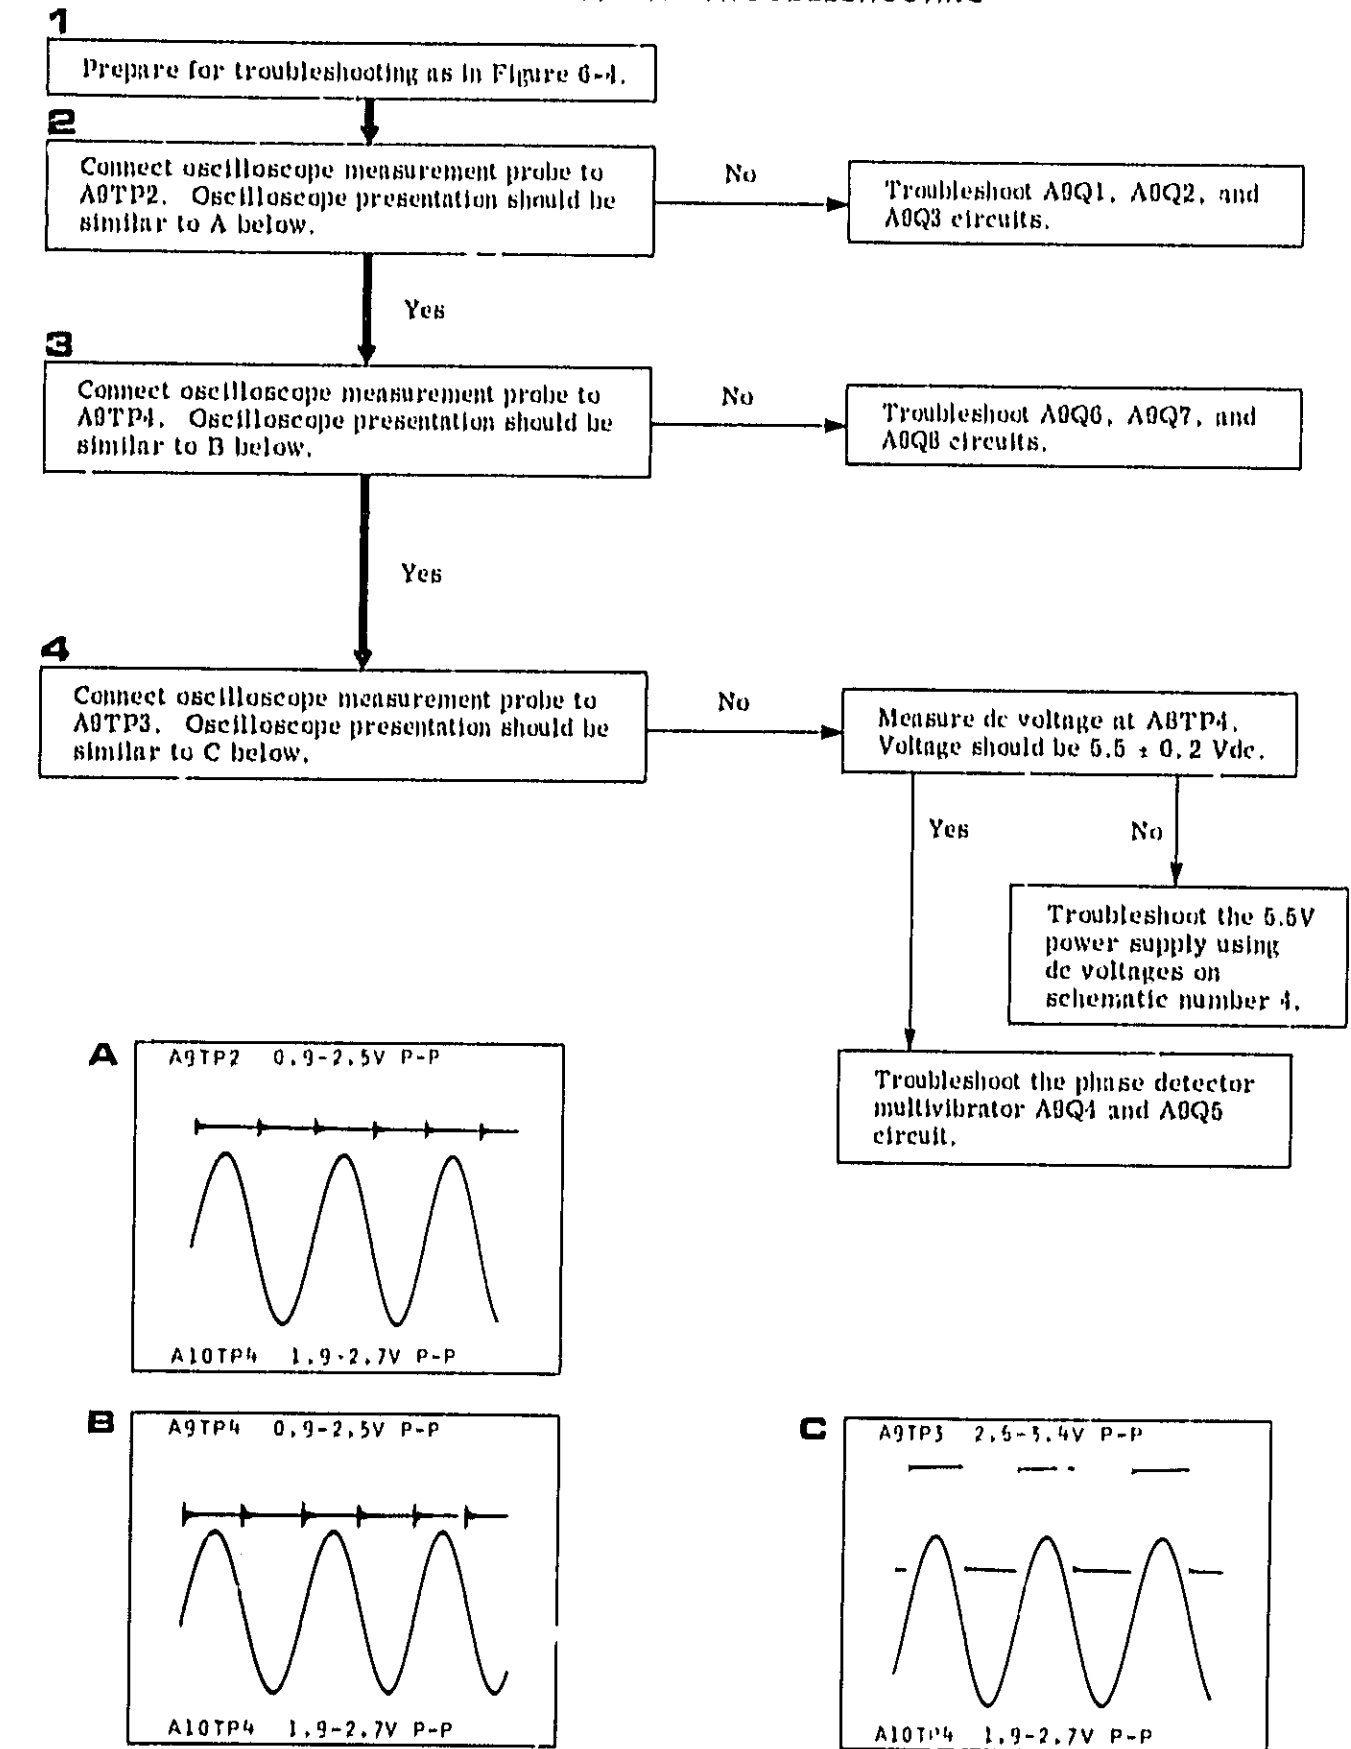 TROUBLESHOOTING
1
Prepare for troubleshooting as in Figure 6-4.
2
Connect oscilloscope measurement probe to
A9TP2. Oscilloscope presentation should be
similar to A below.
No
Troubleshoot A9Q1, A9Q2, and
A9Q3 circuits.
Yes
3
Connect oscilloscope measurement probe to
A9TP4. Oscilloscope presentation should be
similar to B below.
No
Troubleshoot A9Q6, A9Q7, and
A9Q8 circuits.
Yes
4
Connect oscilloscope measurement probe to
A9TP3. Oscilloscope presentation should be
similar to C below.
No
Measure dc voltage at A8TP4.
Voltage should be 5.5 ± 0.2 Vdc.
Yes
No
Troubleshoot the 5.5V
power supply using
dc voltages on
schematic number 4.
Troubleshoot the phase detector
multivibrator A9Q4 and A9Q5
circuit.
A
A9TP2 0.9-2.5V P-P
A10TP4 1.9-2.7V P-P
B
A9TP4 0.9-2.5V P-P
A10TP4 1.9-2.7V P-P
C
A9TP3 2.6-3.4V P-P
A10TP4 1.9-2.7V P-P